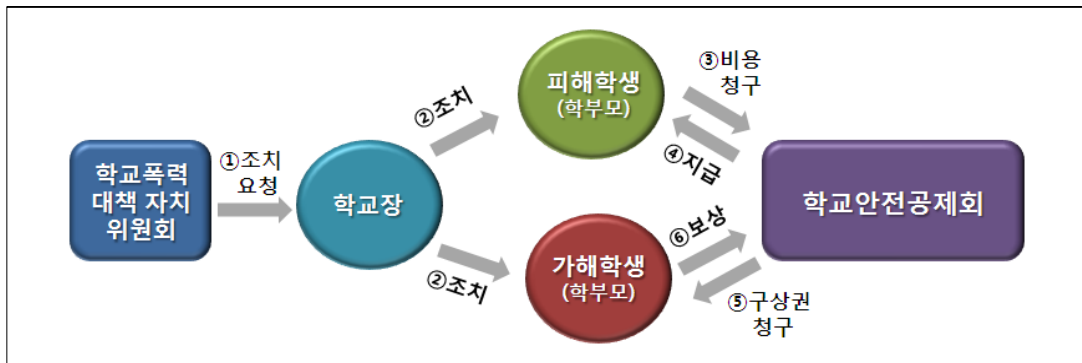 학교폭력
대책 자치
위원회
①조치
요청
학교장
②조치
②조치
피해학생
(학부모)
가해학생
(학부모)
③비용
청구
④지급
⑥보상
⑤구상권
청구
학교안전공제회